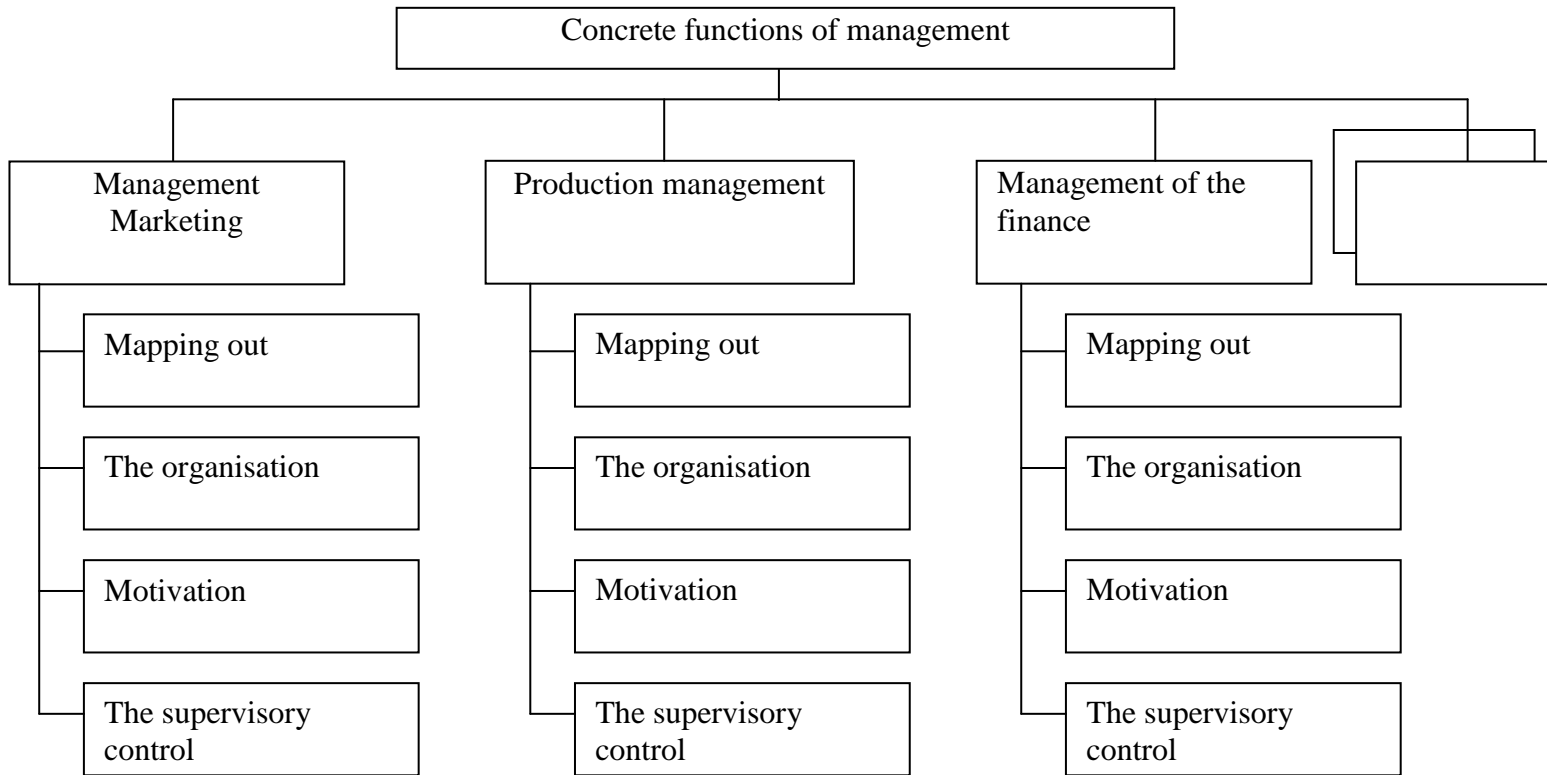 Concrete functions of management
Management
Marketing
Mapping out
The organisation
Motivation
The supervisory
control
Production management
Mapping out
The organisation
Motivation
The supervisory
control
Management of the
finance
Mapping out
The organisation
Motivation
The supervisory
control